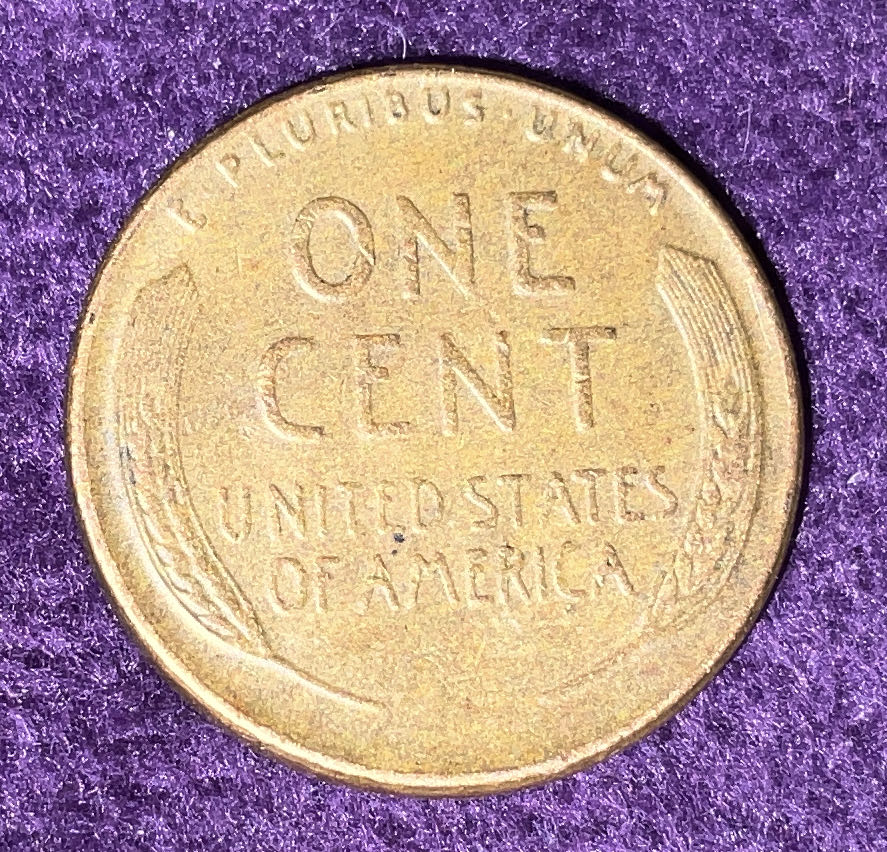 E·PLURIBUS·UNUM
ONE
CENT
UNITED STATES
OF AMERICA